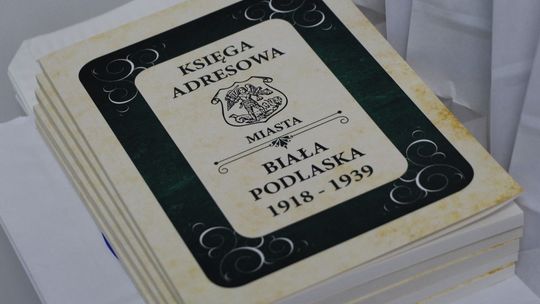 KSIĘGA
ADRESOWA
MIASTA
BIAŁA
PODLASKA
1918 - 1939